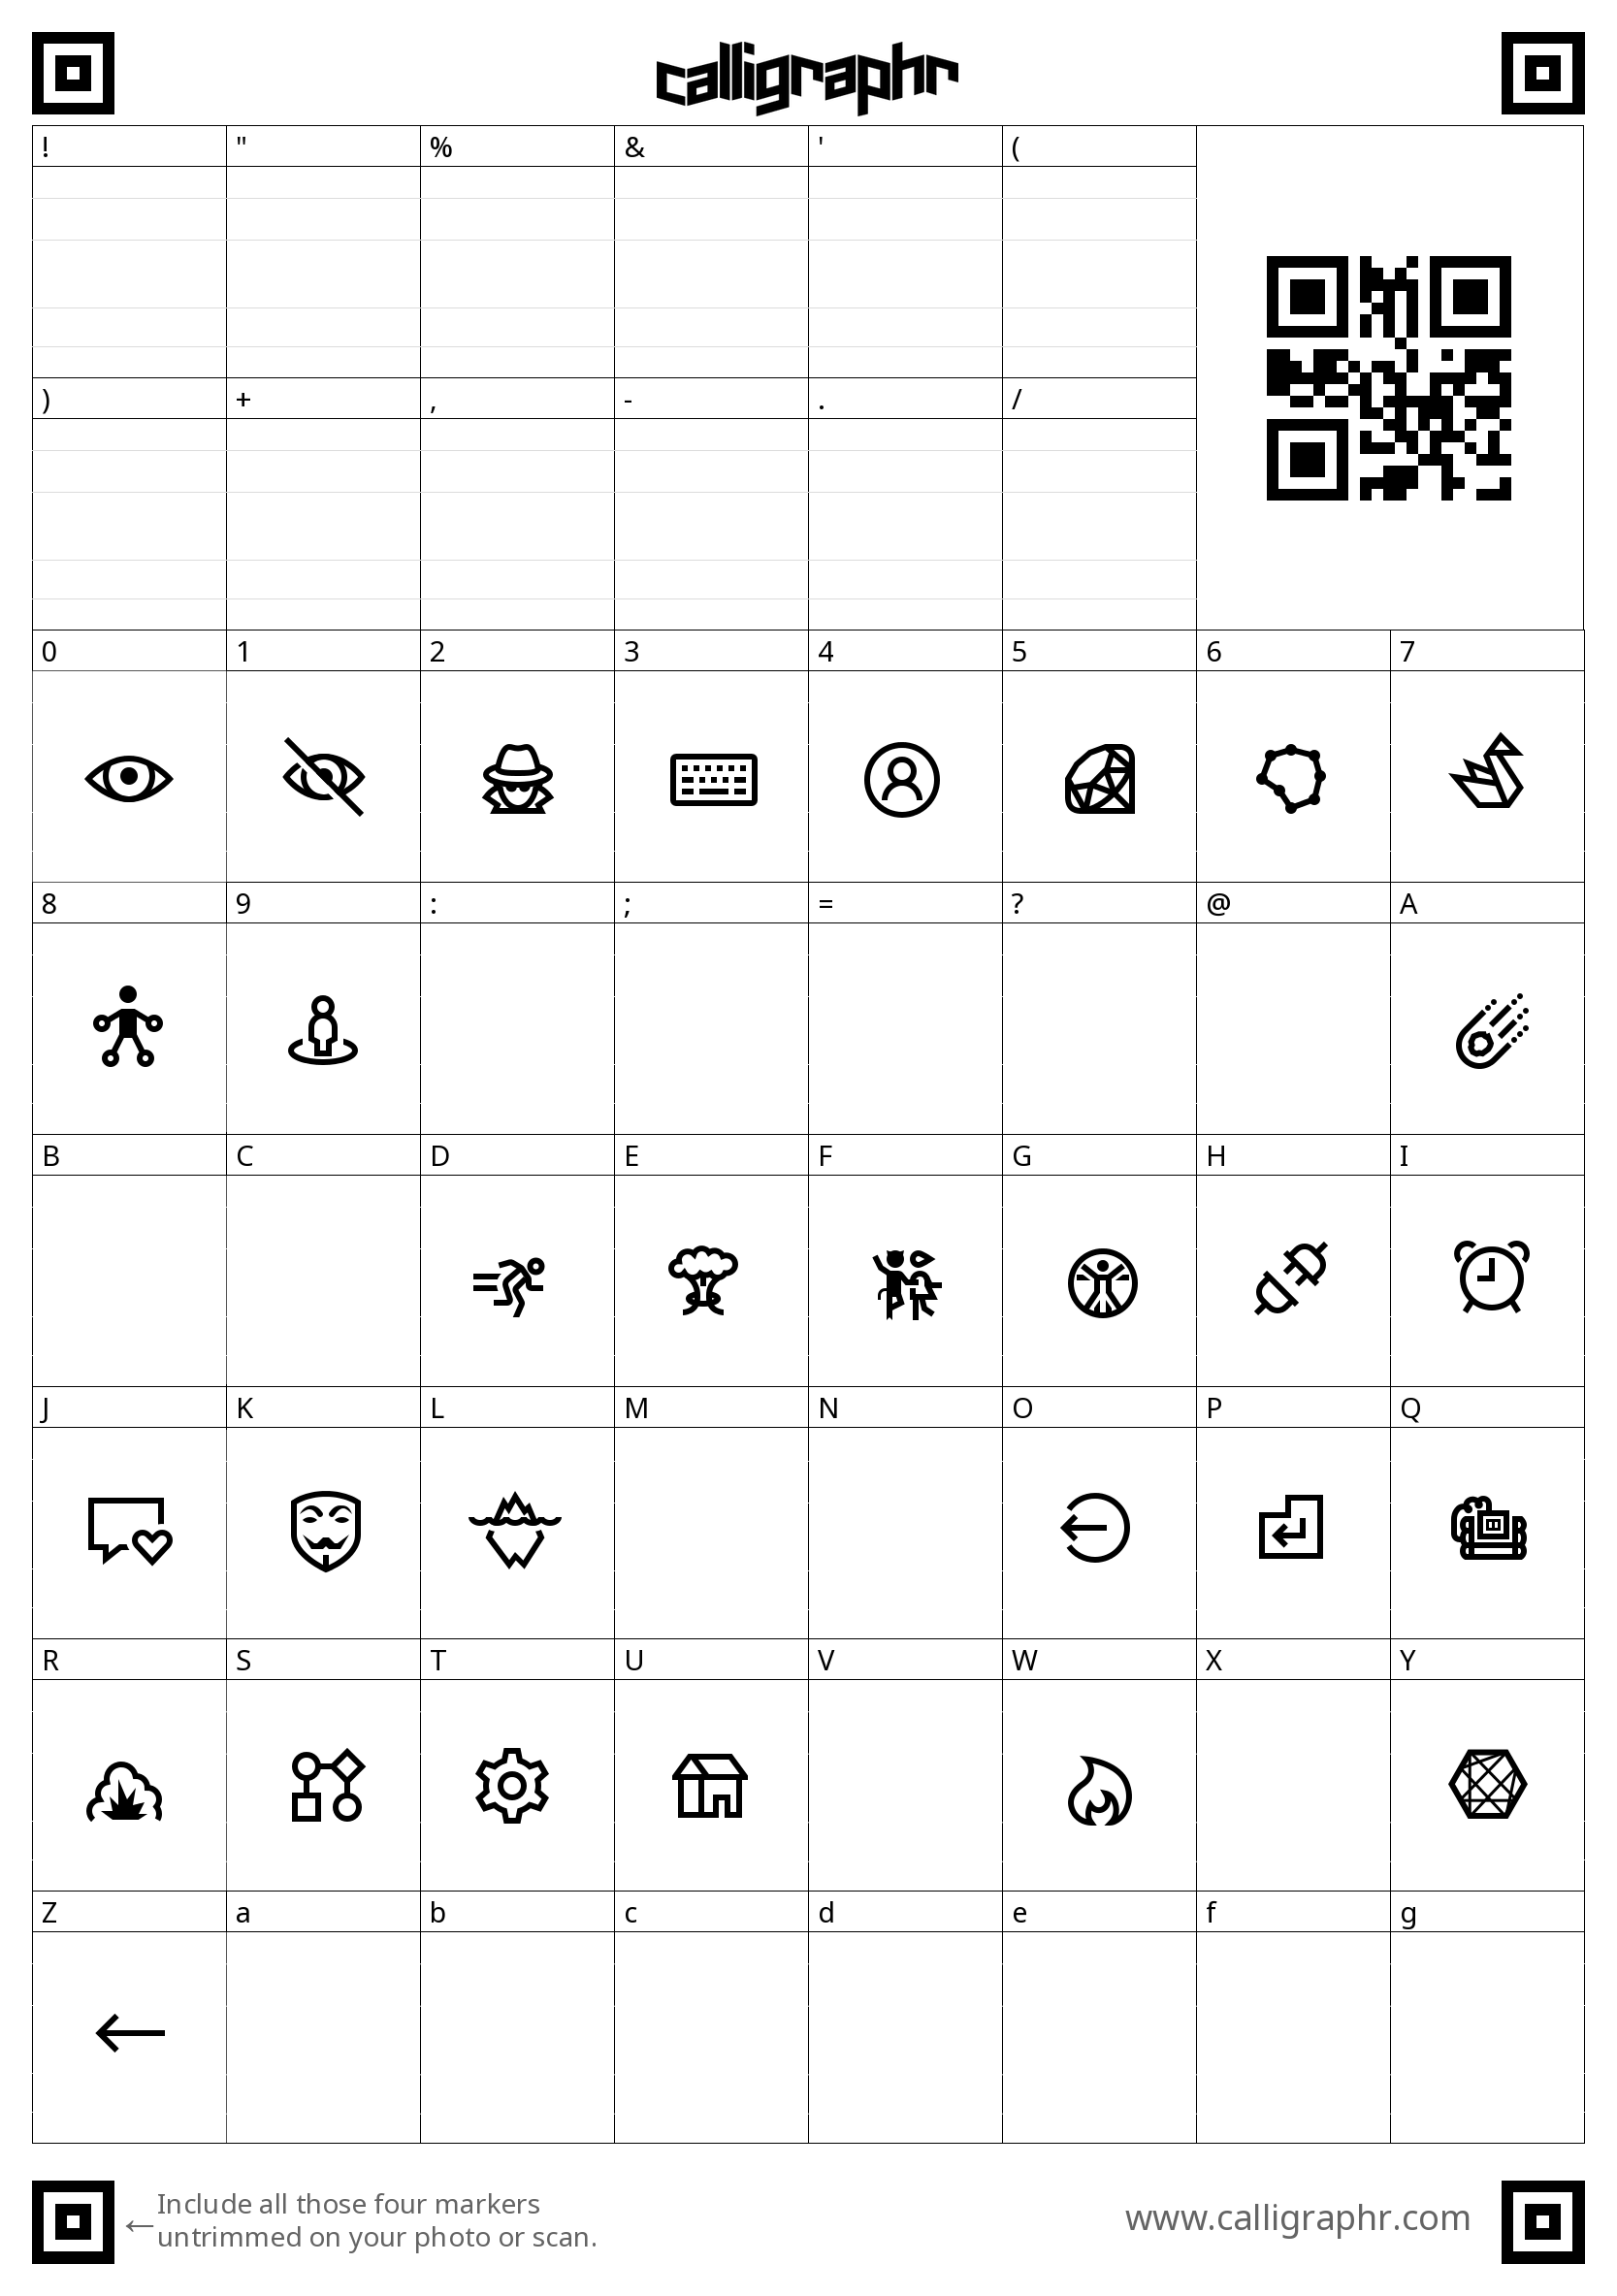 calligraphr
! " % & ' (
) + , - . /
0 1 2 3 4 5 6 7
8 9 : ; = ? @ A
B C D E F G H I
J K L M N O P Q
R S T U V W X Y
Z a b c d e f g
←Include all those four markers
untrimmed on your photo or scan.
www.calligraphr.com